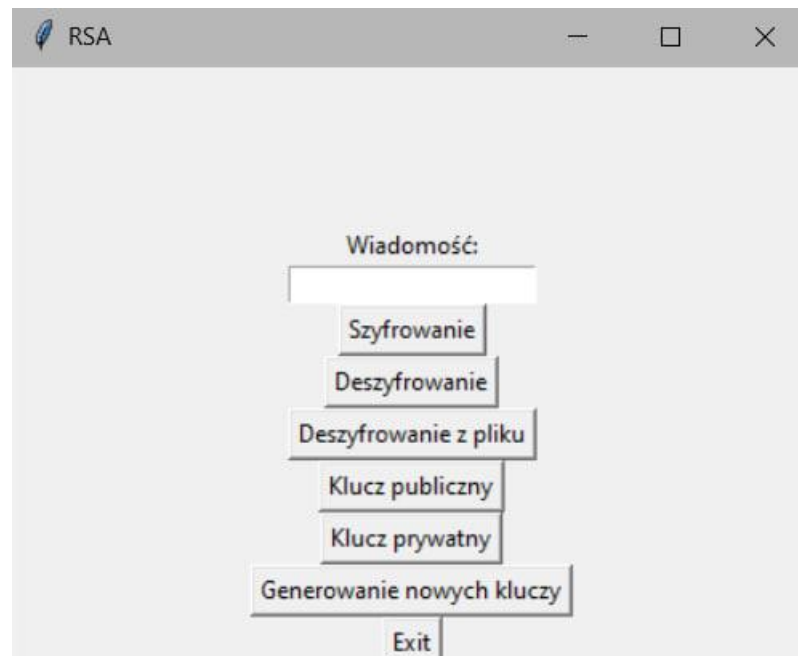 RSA
Wiadomość:
Szyfrowanie
Deszyfrowanie
Deszyfrowanie z pliku
Klucz publiczny
Klucz prywatny
Generowanie nowych kluczy
Exit